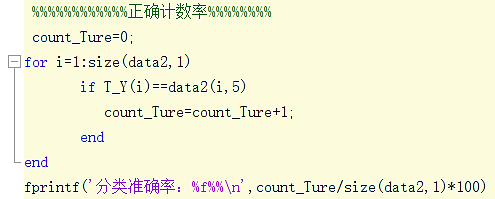 %%%%%%%%%%%%正确计数率%%%%%%%%
count_Ture=0;
for i=1:size(data2,1)
if T_Y(i)==data2(i,5)
count_Ture=count_Ture+1;
end
end
fprintf('分类准确率：%f%%\n',count_Ture/size(data2,1)*100)